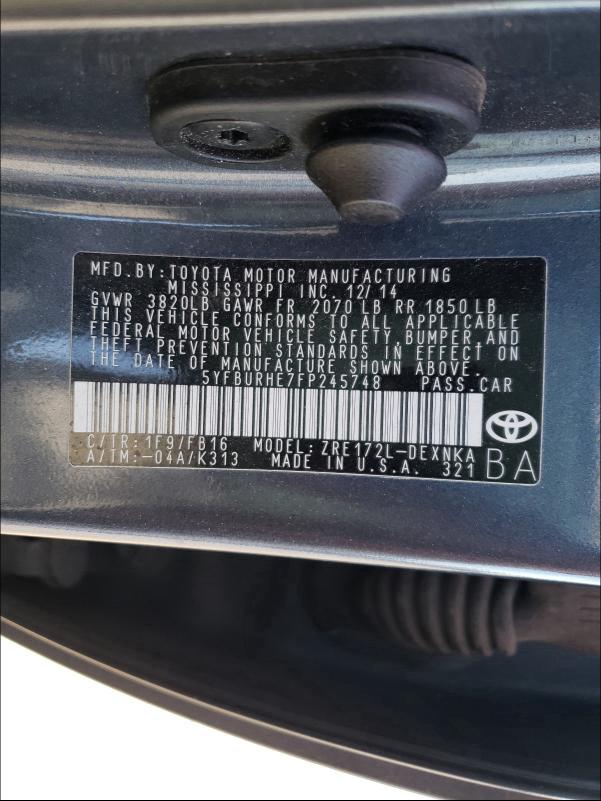 MFD.BY:TOYOTA MOTOR MANUFACTURING
MISSISSIPPI INC. 12/14
GVWR 3820LB GAWR FR 2070 LB RR 1850 LB
THIS VEHICLE CONFORMS TO ALL APPLICABLE
FEDERAL MOTOR VEHICLE SAFETY,BUMPER,AND
THEFT PREVENTION STANDARDS IN EFFECT ON
THE DATE OF MANUFACTURE SHOWN ABOVE.
5YFBURHE7FP245748 PASS.CAR
C/TR: 1F9/FB16 MODEL: ZRE172L-DEXNKA
A/TM:-04A/K313 MADE IN U.S.A. 321
BA